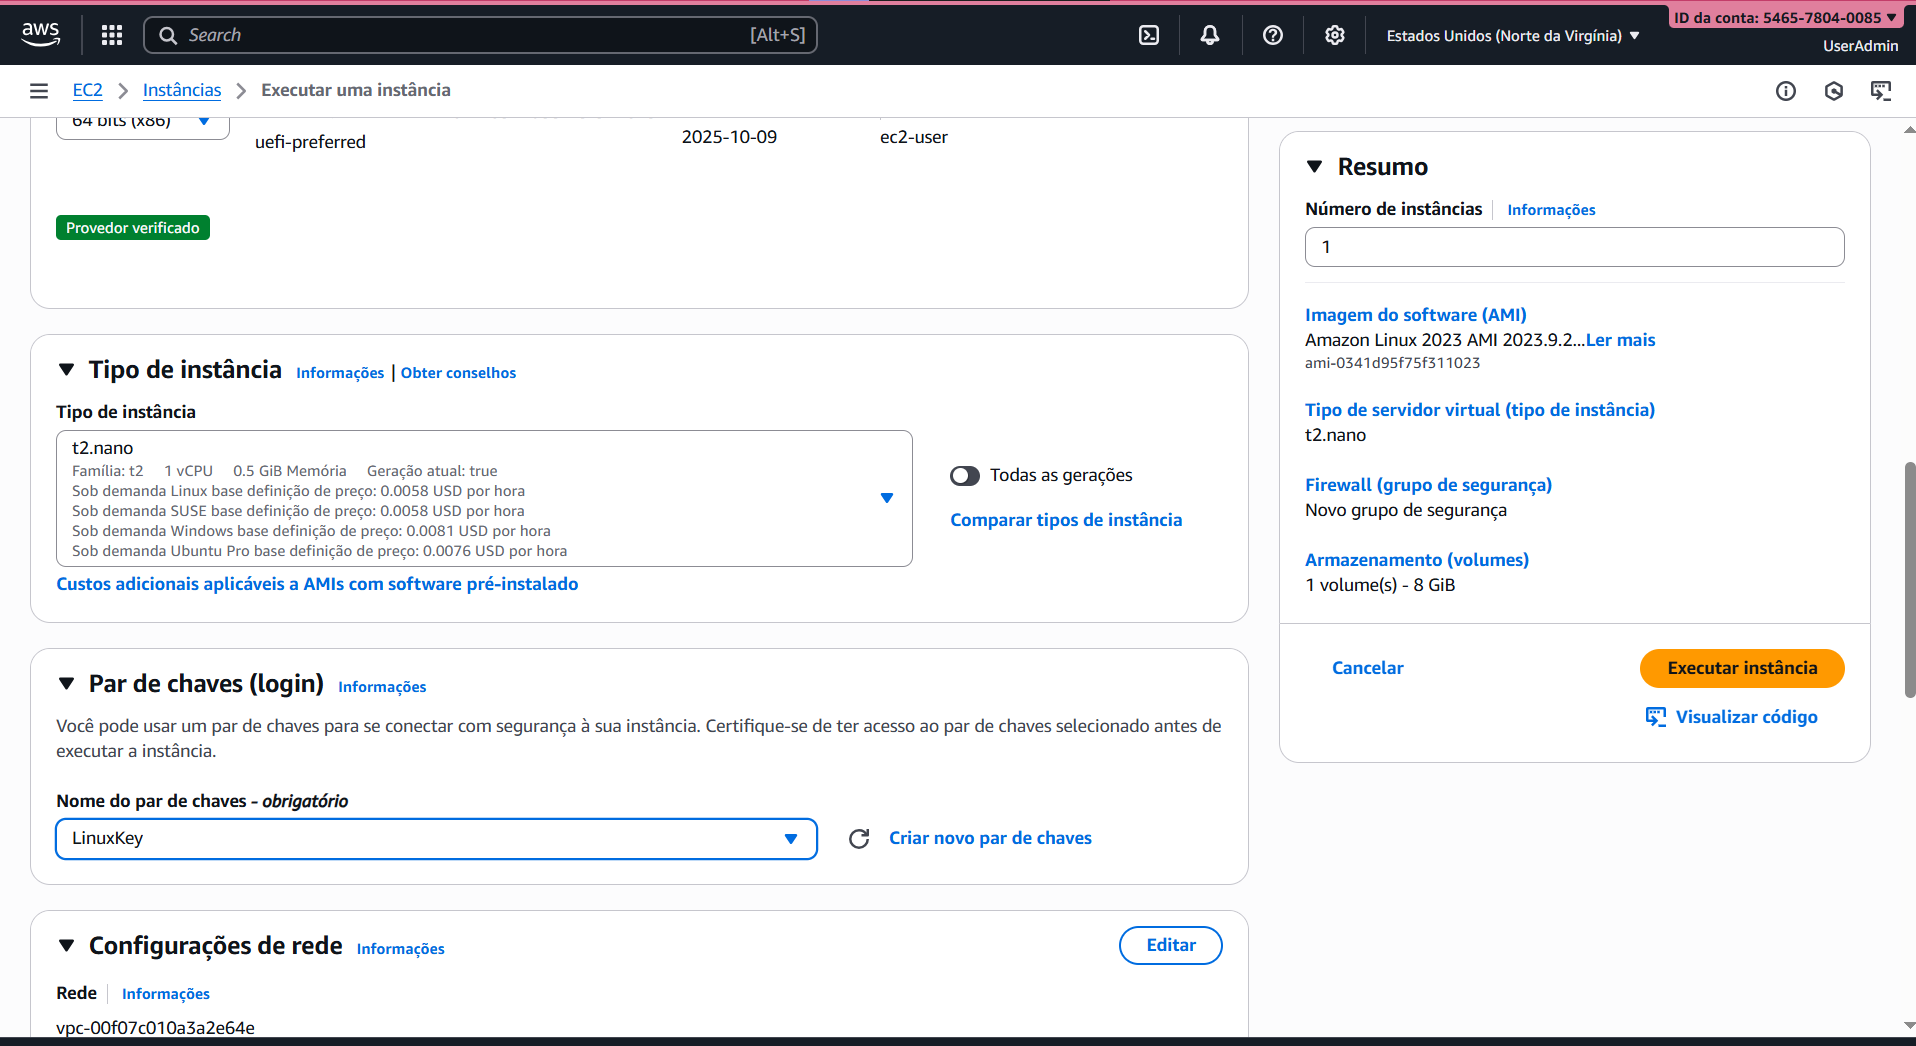 aws
Search
[Alt+S]
Estados Unidos (Norte da Virgínia)
ID da conta: 5465-7804-0085
UserAdmin
EC2
Instâncias
Executar uma instância
64 bits (x86)
uefi-preferred
2025-10-09
ec2-user
Provedor verificado
Tipo de instância
Informações | Obter conselhos
Tipo de instância
t2.nano
Família: t2 1 vCPU 0.5 GiB Memória Geração atual: true
Sob demanda Linux base definição de preço: 0.0058 USD por hora
Sob demanda SUSE base definição de preço: 0.0058 USD por hora
Sob demanda Windows base definição de preço: 0.0081 USD por hora
Sob demanda Ubuntu Pro base definição de preço: 0.0076 USD por hora
Todas as gerações
Comparar tipos de instância
Custos adicionais aplicáveis a AMIs com software pré-instalado
Par de chaves (login)
Informações
Você pode usar um par de chaves para se conectar com segurança à sua instância. Certifique-se de ter acesso ao par de chaves selecionado antes de
executar a instância.
Nome do par de chaves - obrigatório
LinuxKey
Criar novo par de chaves
Configurações de rede
Informações
Editar
Rede
Informações
vpc-00f07c010a3a2e64e
Resumo
Número de instâncias
Informações
1
Imagem do software (AMI)
Amazon Linux 2023 AMI 2023.9.2...Ler mais
ami-0341d95f75f311023
Tipo de servidor virtual (tipo de instância)
t2.nano
Firewall (grupo de segurança)
Novo grupo de segurança
Armazenamento (volumes)
1 volume(s) - 8 GiB
Cancelar
Executar instância
Visualizar código